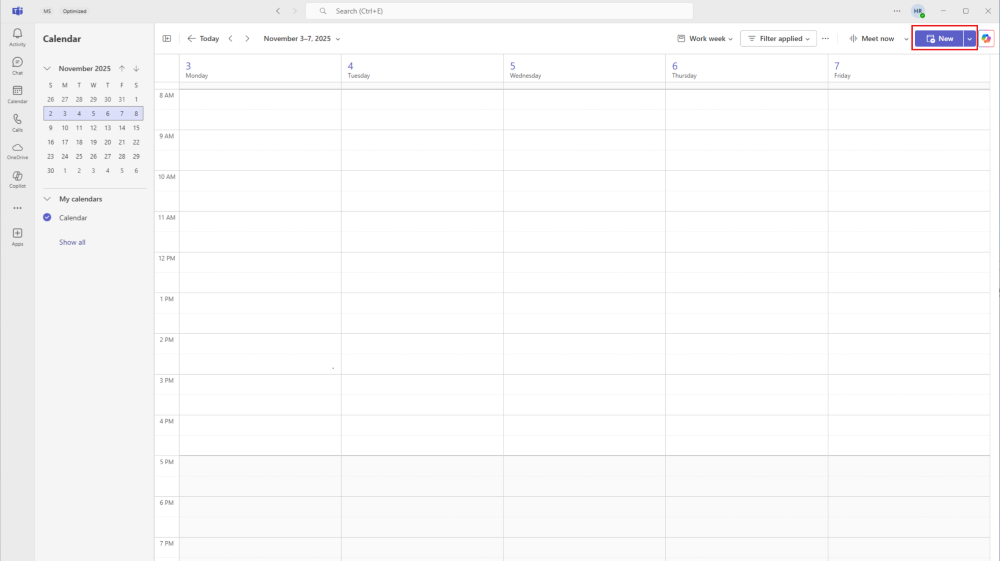 MS Optimized Search (Ctrl+E) ... HR
Activity
Chat
Calendar
Calls
OneDrive
Copilot
Apps
Calendar
November 2025
S M T W T F S
26 27 28 29 30 31 1
2 3 4 5 6 7 8
9 10 11 12 13 14 15
16 17 18 19 20 21 22
23 24 25 26 27 28 29
30 1 2 3 4 5 6
My calendars
Calendar
Show all
Today November 3–7, 2025 Work week Filter applied ... Meet now New
3 4 5 6 7
Monday Tuesday Wednesday Thursday Friday
8 AM
9 AM
10 AM
11 AM
12 PM
1 PM
2 PM
3 PM
4 PM
5 PM
6 PM
7 PM